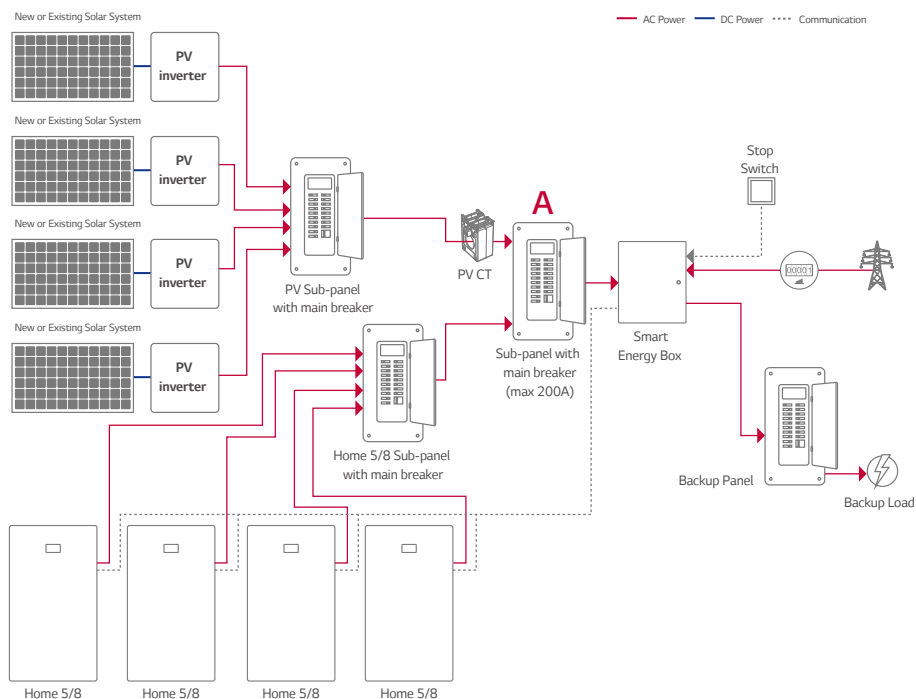 New or Existing Solar System
AC Power
DC Power
Communication
PV
inverter
New or Existing Solar System
PV
inverter
Stop
Switch
A
New or Existing Solar System
PV
inverter
PV CT
00001
PV Sub-panel
with main breaker
New or Existing Solar System
PV
inverter
Sub-panel with
main breaker
(max 200A)
Smart
Energy Box
Home 5/8 Sub-panel
with main breaker
Backup Panel
Backup Load
Home 5/8
Home 5/8
Home 5/8
Home 5/8